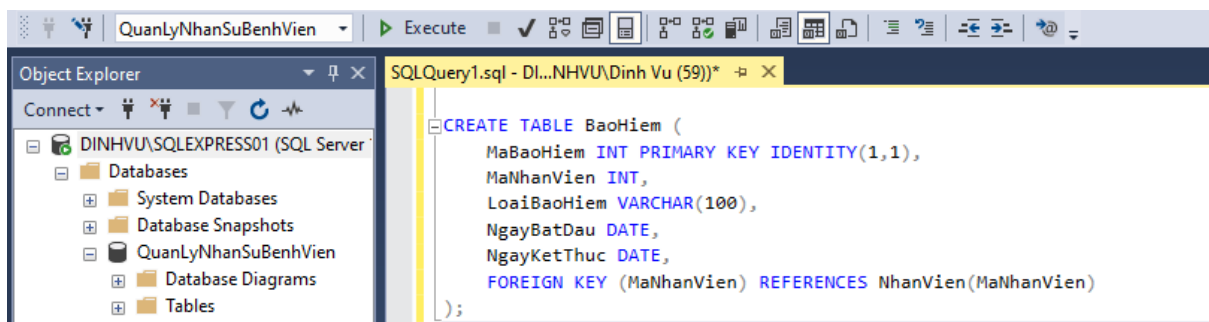 QuanLyNhanSuBenhVien
Execute
Object Explorer
SQLQuery1.sql - DI...NHVU\Dinh Vu (59))*
Connect
DINHVU\SQLEXPRESS01 (SQL Server
Databases
System Databases
Database Snapshots
QuanLyNhanSuBenhVien
Database Diagrams
Tables
CREATE TABLE BaoHiem (
MaBaoHiem INT PRIMARY KEY IDENTITY(1,1),
MaNhanVien INT,
LoaiBaoHiem VARCHAR(100),
NgayBatDau DATE,
NgayKetThuc DATE,
FOREIGN KEY (MaNhanVien) REFERENCES NhanVien(MaNhanVien)
);